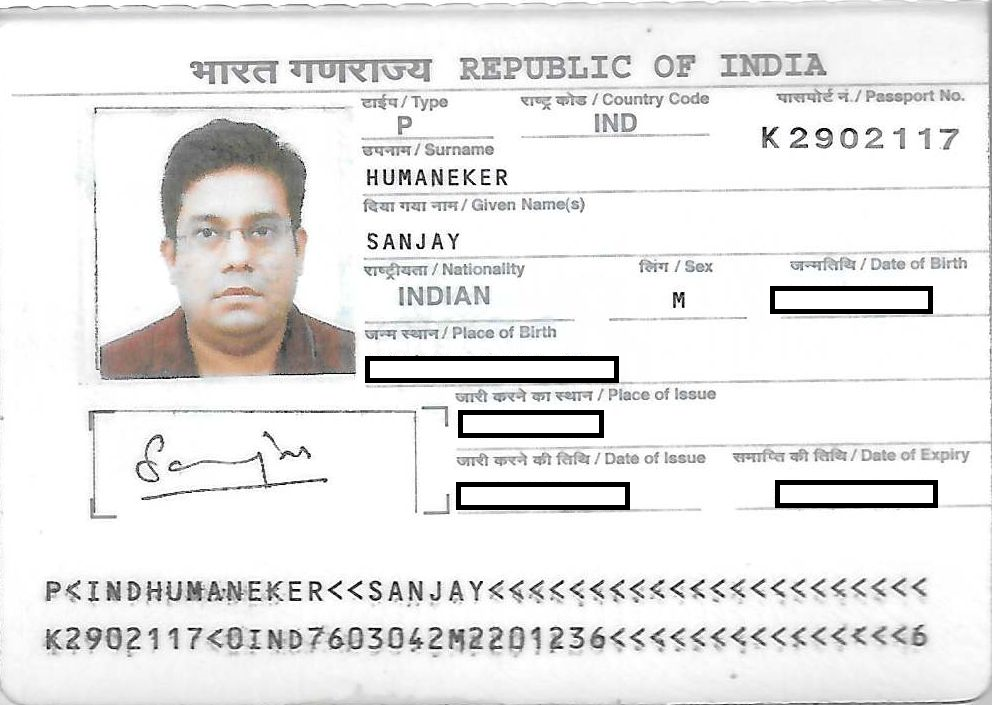 भारत गणराज्य REPUBLIC OF INDIA
टाईप / Type राष्ट्र कोड / Country Code पासपोर्ट नं. / Passport No.
P IND K2902117
उपनाम / Surname
HUMANEKER
दिया गया नाम / Given Name(s)
SANJAY
राष्ट्रीयता / Nationality लिंग / Sex जन्मतिथि / Date of Birth
INDIAN M
जन्म स्थान / Place of Birth
जारी करने का स्थान / Place of Issue
जारी करने की तिथि / Date of Issue समाप्ति की तिथि / Date of Expiry
Sanjay
P<INDHUMANEKER<<SANJAY<<<<<<<<<<<<<<<<<<<<<<
K2902117<0IND7603042M2201236<<<<<<<<<<<<<<<6